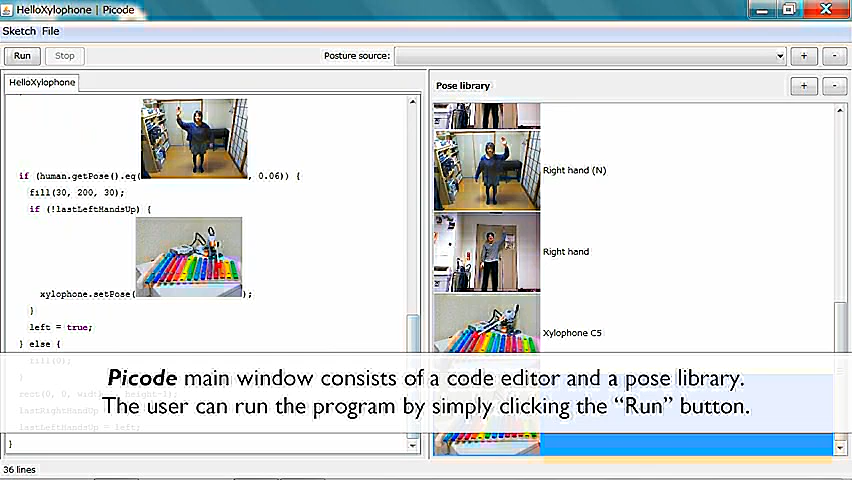 HelloXylophone | Picode
Sketch File
Run Stop Posture source: + -
HelloXylophone
Pose library + -
if (human.getPose().eq( , 0.06)) {
fill(30, 200, 30);
if (!lastLeftHandsUp) {
xylophone.setPose( );
}
left = true;
} else {
fill(0);
}
Right hand (N)
Right hand
Xylophone C5
Picode main window consists of a code editor and a pose library.
The user can run the program by simply clicking the “Run” button.
lastLeftHandsUp = left;
}
36 lines